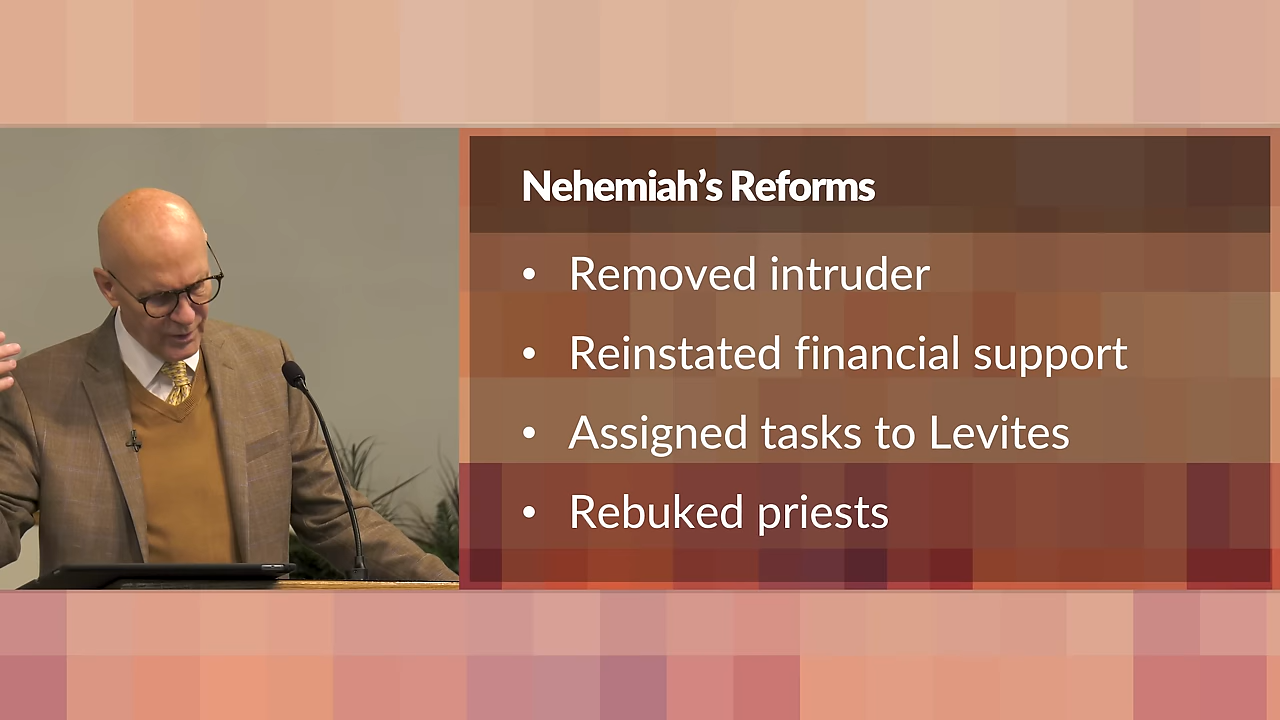 Nehemiah’s Reforms
• Removed intruder
• Reinstated financial support
• Assigned tasks to Levites
• Rebuked priests